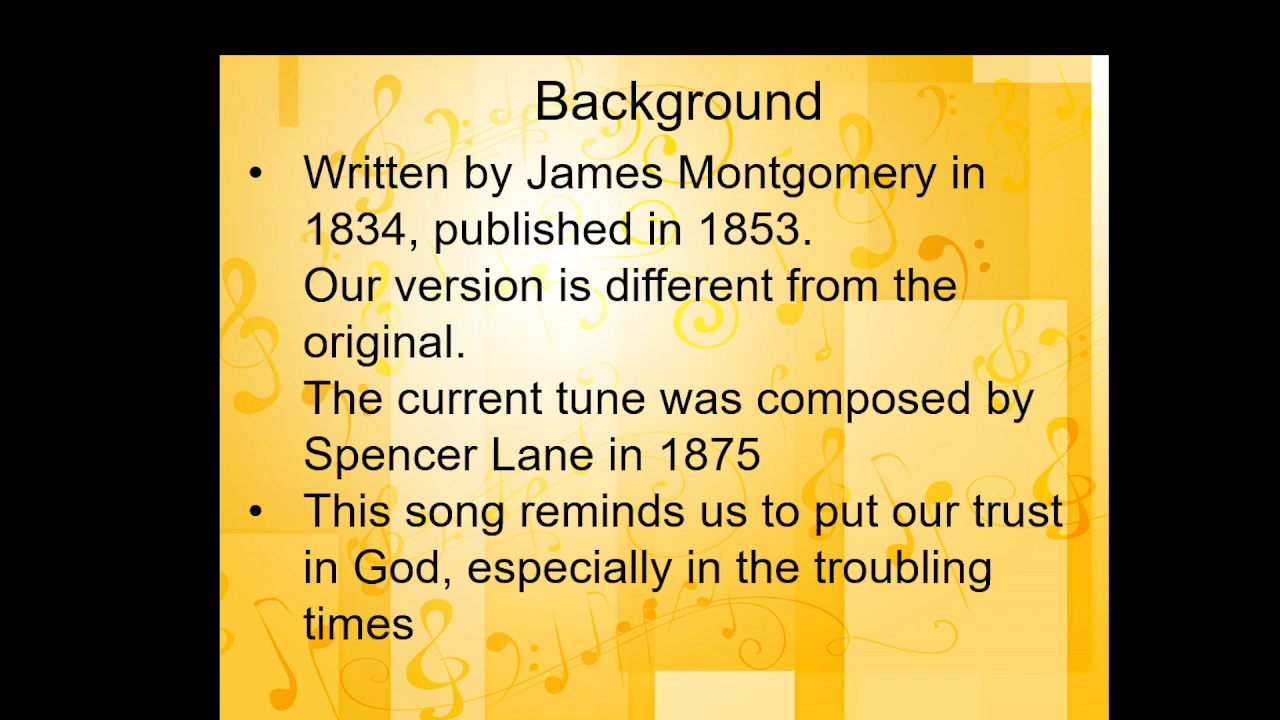 Background
• Written by James Montgomery in
1834, published in 1853.
Our version is different from the
original.
The current tune was composed by
Spencer Lane in 1875
• This song reminds us to put our trust
in God, especially in the troubling
times